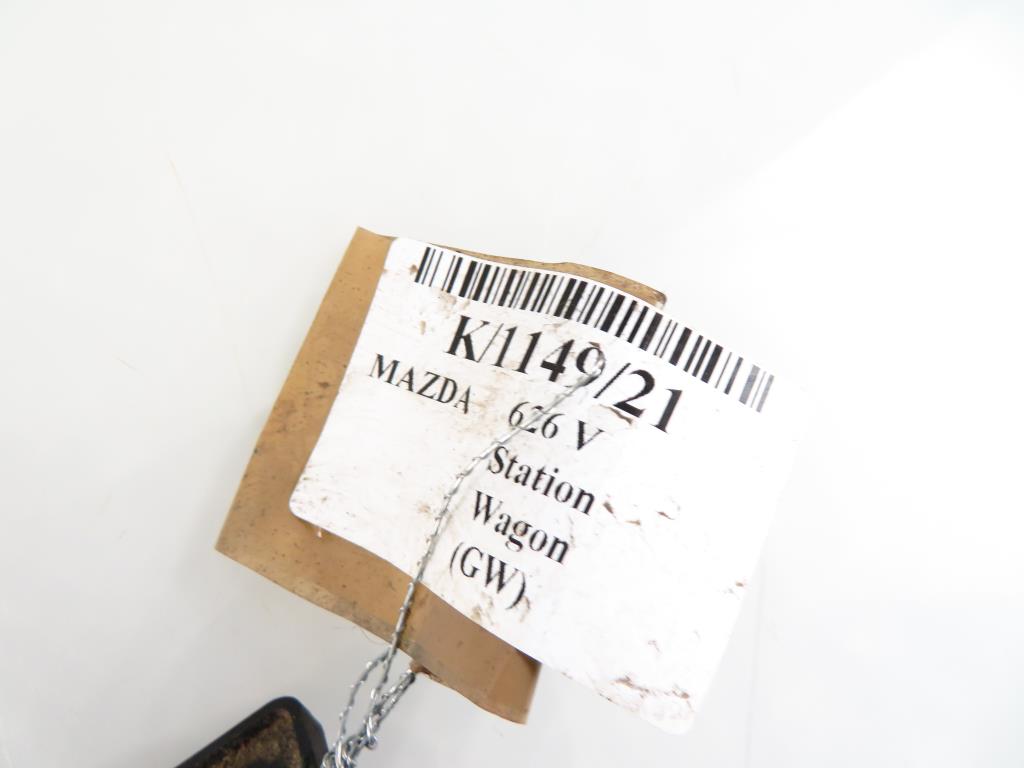 K/1149/21
MAZDA 626 V
Station
Wagon
(GW)